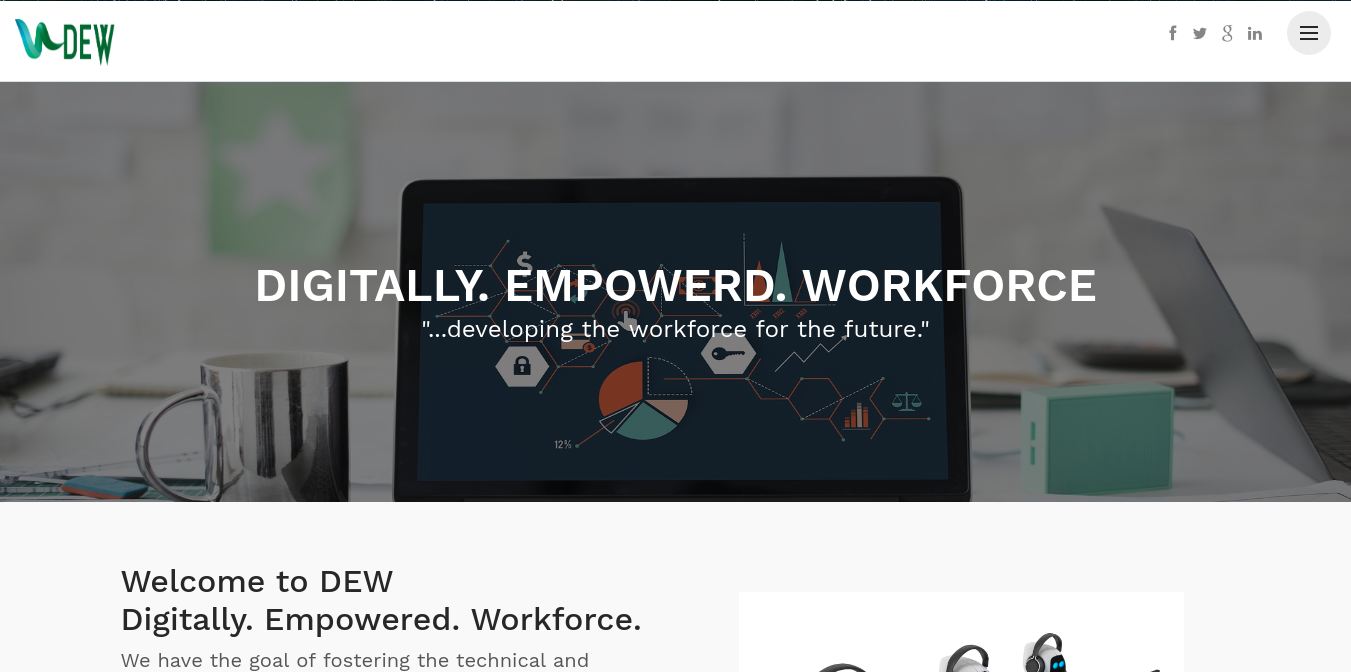 DEW
DIGITALLY. EMPOWERD. WORKFORCE
"...developing the workforce for the future."
12%
Welcome to DEW
Digitally. Empowered. Workforce.
We have the goal of fostering the technical and